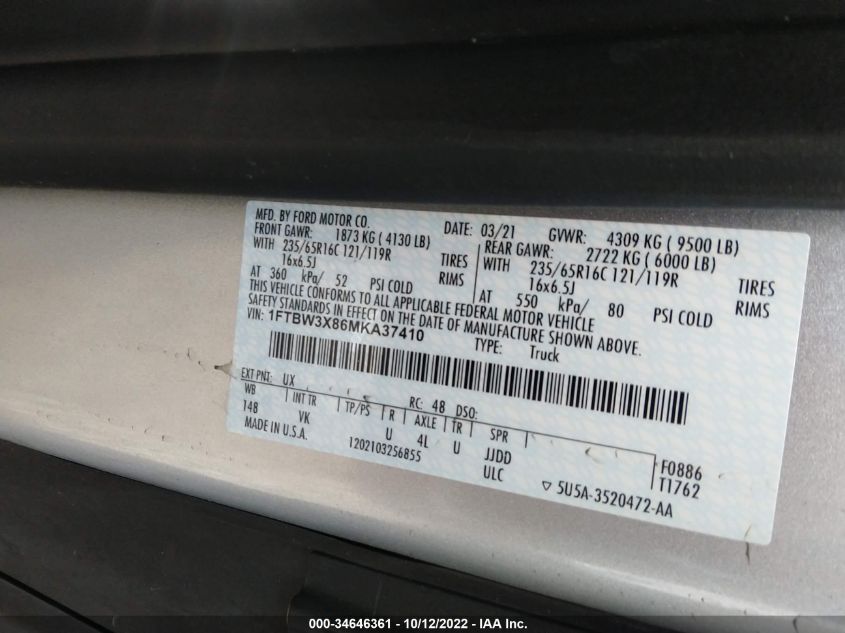 MFD. BY FORD MOTOR CO. DATE: 03/21 GVWR: 4309 KG ( 9500 LB)
FRONT GAWR: 1873 KG ( 4130 LB) REAR GAWR: 2722 KG ( 6000 LB)
WITH 235/65R16C 121/119R TIRES WITH 235/65R16C 121/119R TIRES
16x6.5J RIMS 16x6.5J RIMS
AT 360 kPa/ 52 PSI COLD AT 550 kPa/ 80 PSI COLD
THIS VEHICLE CONFORMS TO ALL APPLICABLE FEDERAL MOTOR VEHICLE
SAFETY STANDARDS IN EFFECT ON THE DATE OF MANUFACTURE SHOWN ABOVE.
VIN: 1FTBW3X86MKA37410 TYPE: Truck
EXT PNT: UX RC: 48 DSO:
WB INT TR TP/PS R AXLE TR SPR F0886
148 VK U 4L U JJDD T1762
MADE IN U.S.A. 1202103256855 ULC ▽ 5U5A-3520472-AA
000-34646361 - 10/12/2022 - IAA Inc.